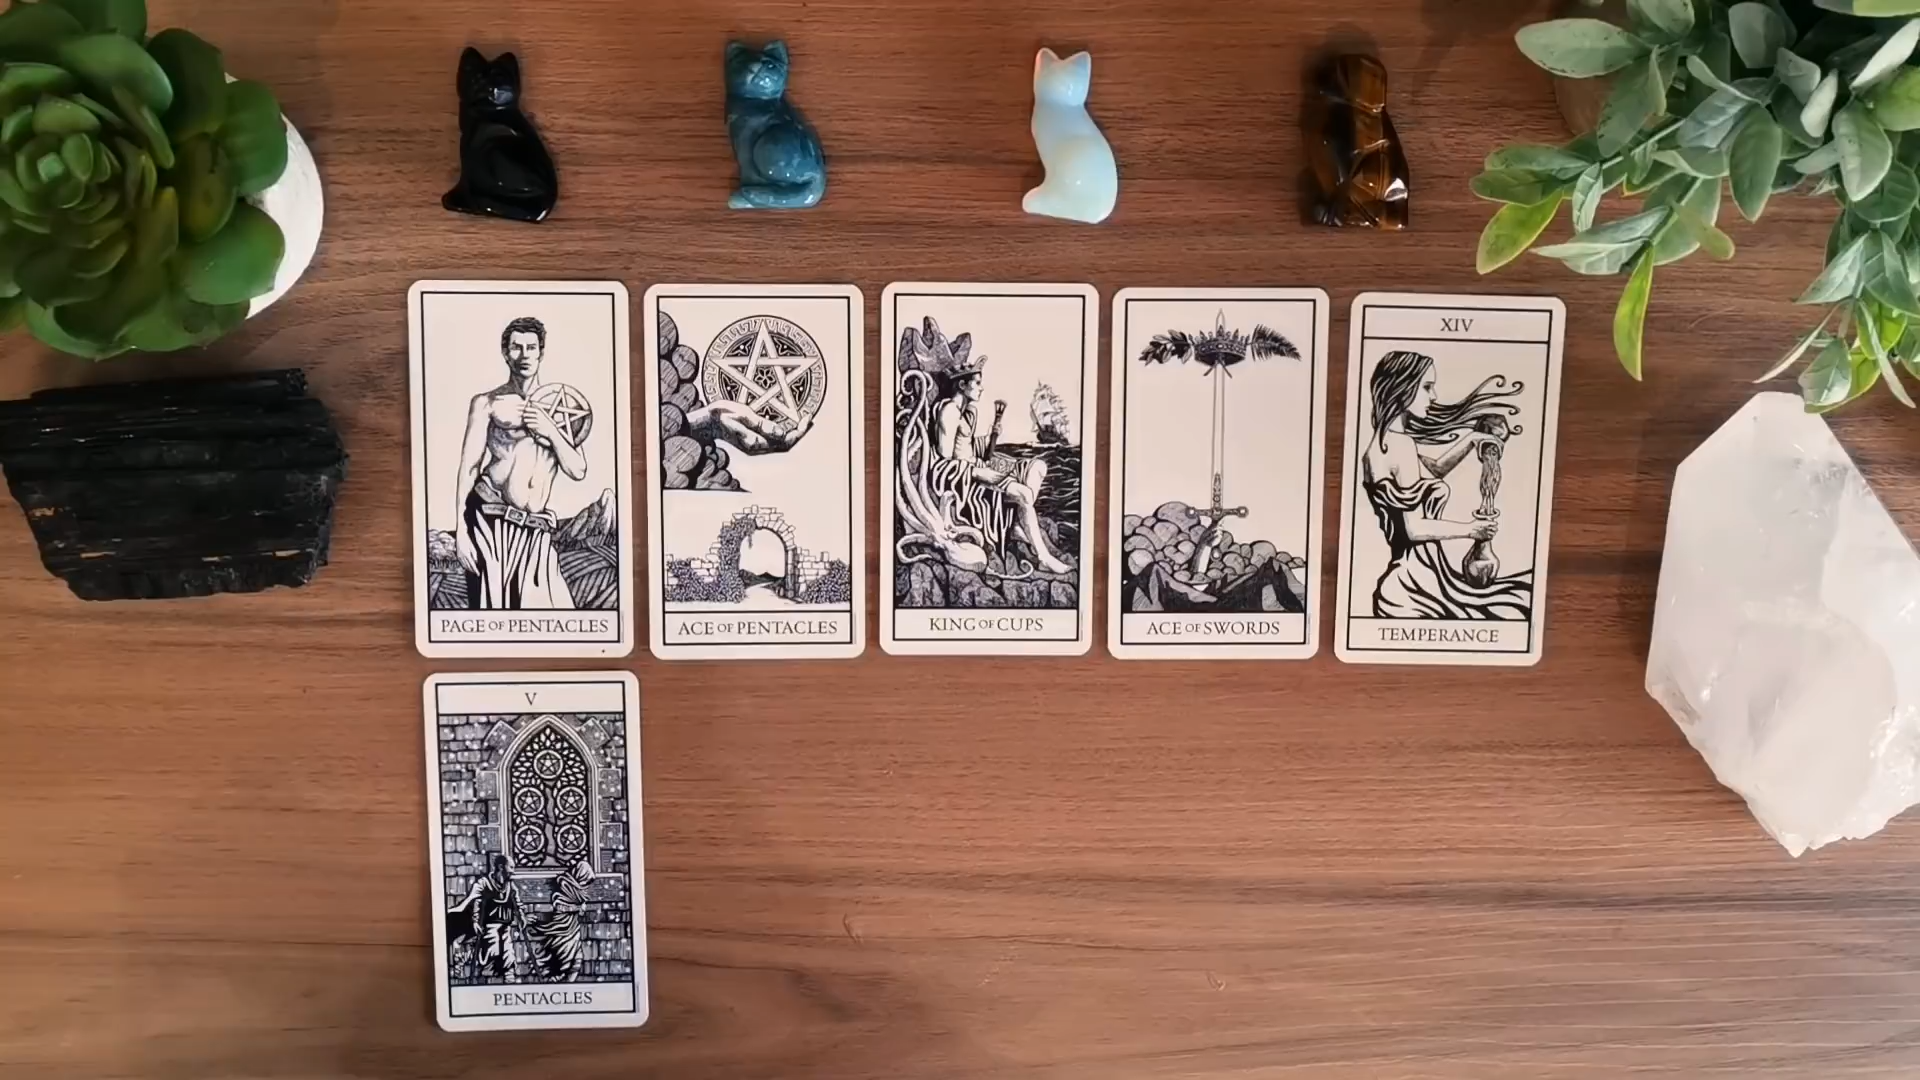 PAGE OF PENTACLES
ACE OF PENTACLES
KING OF CUPS
ACE OF SWORDS
XIV
TEMPERANCE
V
PENTACLES